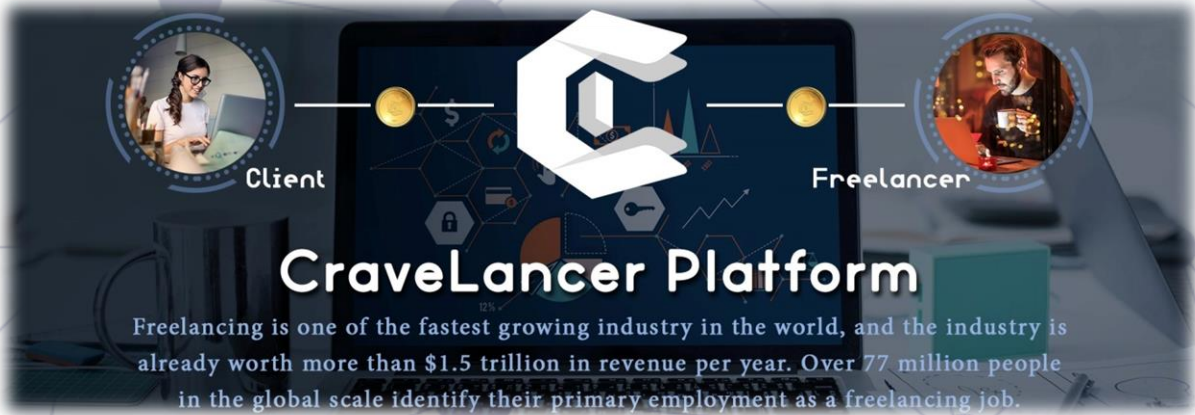 Client
Freelancer
CraveLancer Platform
12%
Freelancing is one of the fastest growing industry in the world, and the industry is
already worth more than $1.5 trillion in revenue per year. Over 77 million people
in the global scale identify their primary employment as a freelancing job.